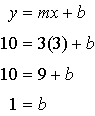 y = mx + b
10 = 3(3) + b
10 = 9 + b
1 = b